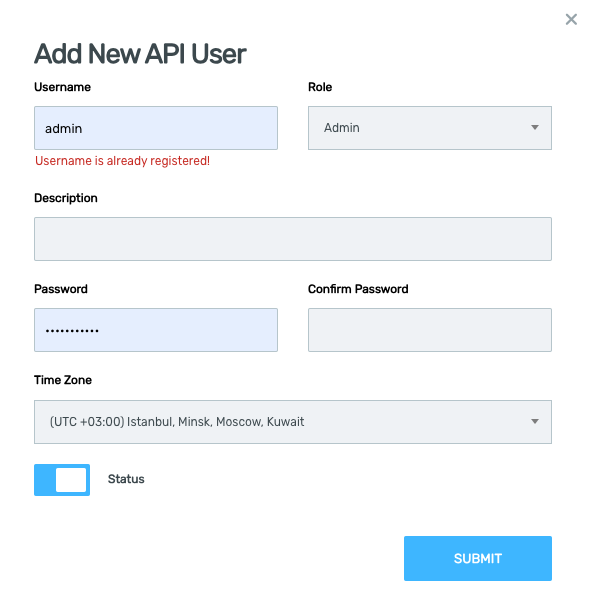 Add New API User
Username
Role
admin
Admin
Username is already registered!
Description
Password
Confirm Password
•••••••••••
Time Zone
(UTC +03:00) Istanbul, Minsk, Moscow, Kuwait
Status
SUBMIT